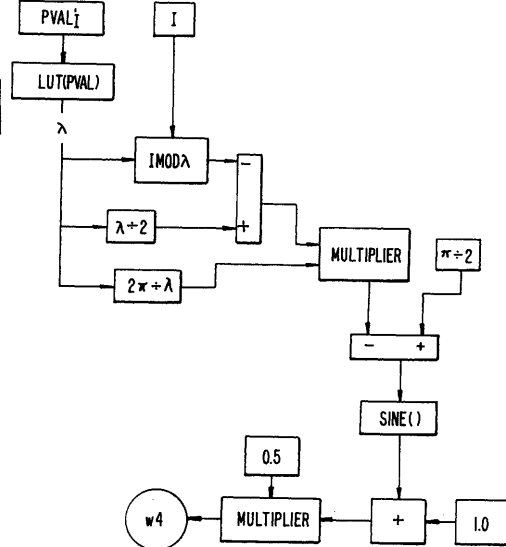 PVALi I
LUT(PVAL)
λ
IMODλ
−
λ÷2
+
2π÷λ
MULTIPLIER
π÷2
− +
SINE()
0.5
w4
MULTIPLIER
+
1.0